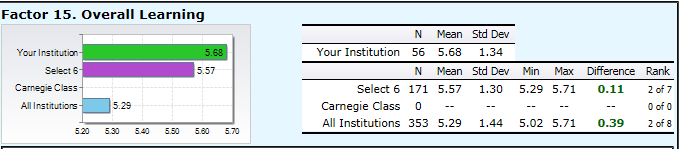 Factor 15. Overall Learning
Your Institution 5.68
Select 6 5.57
Carnegie Class
All Institutions 5.29
5.20 5.30 5.40 5.50 5.60 5.70
N Mean Std Dev
Your Institution 56 5.68 1.34
N Mean Std Dev Min Max Difference Rank
Select 6 171 5.57 1.30 5.29 5.71 0.11 2 of 7
Carnegie Class 0 -- -- -- -- -- 0 of 0
All Institutions 353 5.29 1.44 5.02 5.71 0.39 2 of 8